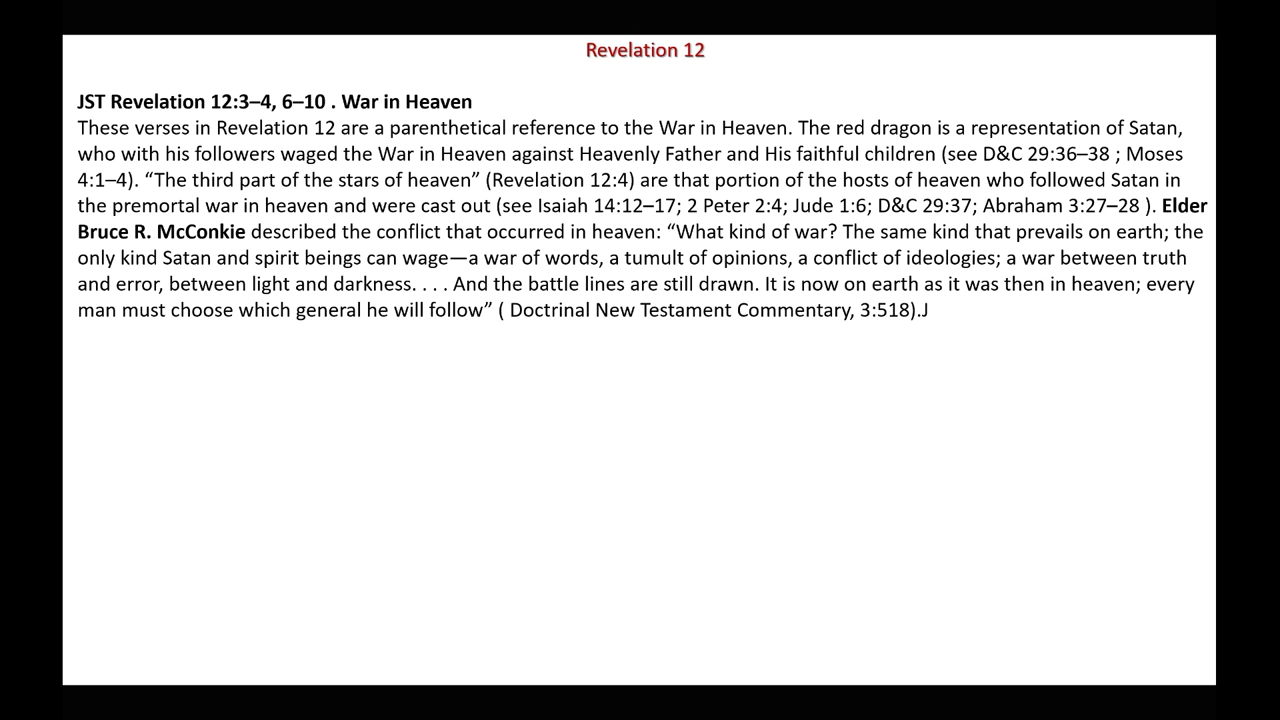 Revelation 12
JST Revelation 12:3–4, 6–10 . War in Heaven
These verses in Revelation 12 are a parenthetical reference to the War in Heaven. The red dragon is a representation of Satan,
who with his followers waged the War in Heaven against Heavenly Father and His faithful children (see D&C 29:36–38 ; Moses
4:1–4). “The third part of the stars of heaven” (Revelation 12:4) are that portion of the hosts of heaven who followed Satan in
the premortal war in heaven and were cast out (see Isaiah 14:12–17; 2 Peter 2:4; Jude 1:6; D&C 29:37; Abraham 3:27–28 ). Elder
Bruce R. McConkie described the conflict that occurred in heaven: “What kind of war? The same kind that prevails on earth; the
only kind Satan and spirit beings can wage—a war of words, a tumult of opinions, a conflict of ideologies; a war between truth
and error, between light and darkness. . . . And the battle lines are still drawn. It is now on earth as it was then in heaven; every
man must choose which general he will follow” ( Doctrinal New Testament Commentary, 3:518).J